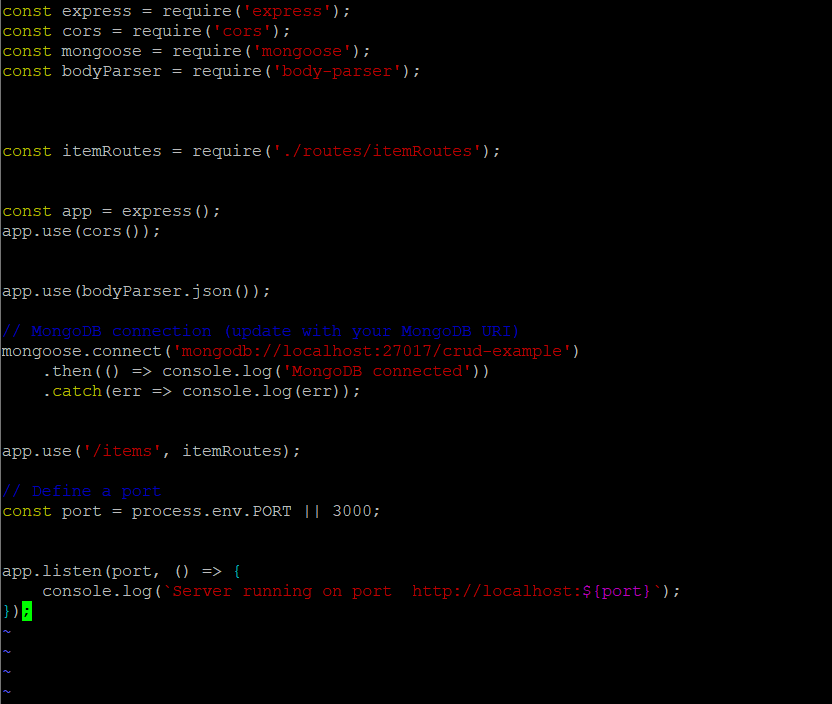 const express = require('express');
const cors = require('cors');
const mongoose = require('mongoose');
const bodyParser = require('body-parser');
const itemRoutes = require('./routes/itemRoutes');
const app = express();
app.use(cors());
app.use(bodyParser.json());
// MongoDB connection (update with your MongoDB URI)
mongoose.connect('mongodb://localhost:27017/crud-example')
    .then(() => console.log('MongoDB connected'))
    .catch(err => console.log(err));
app.use('/items', itemRoutes);
// Define a port
const port = process.env.PORT || 3000;
app.listen(port, () => {
    console.log(`Server running on port  http://localhost:${port}`);
});
~
~
~
~